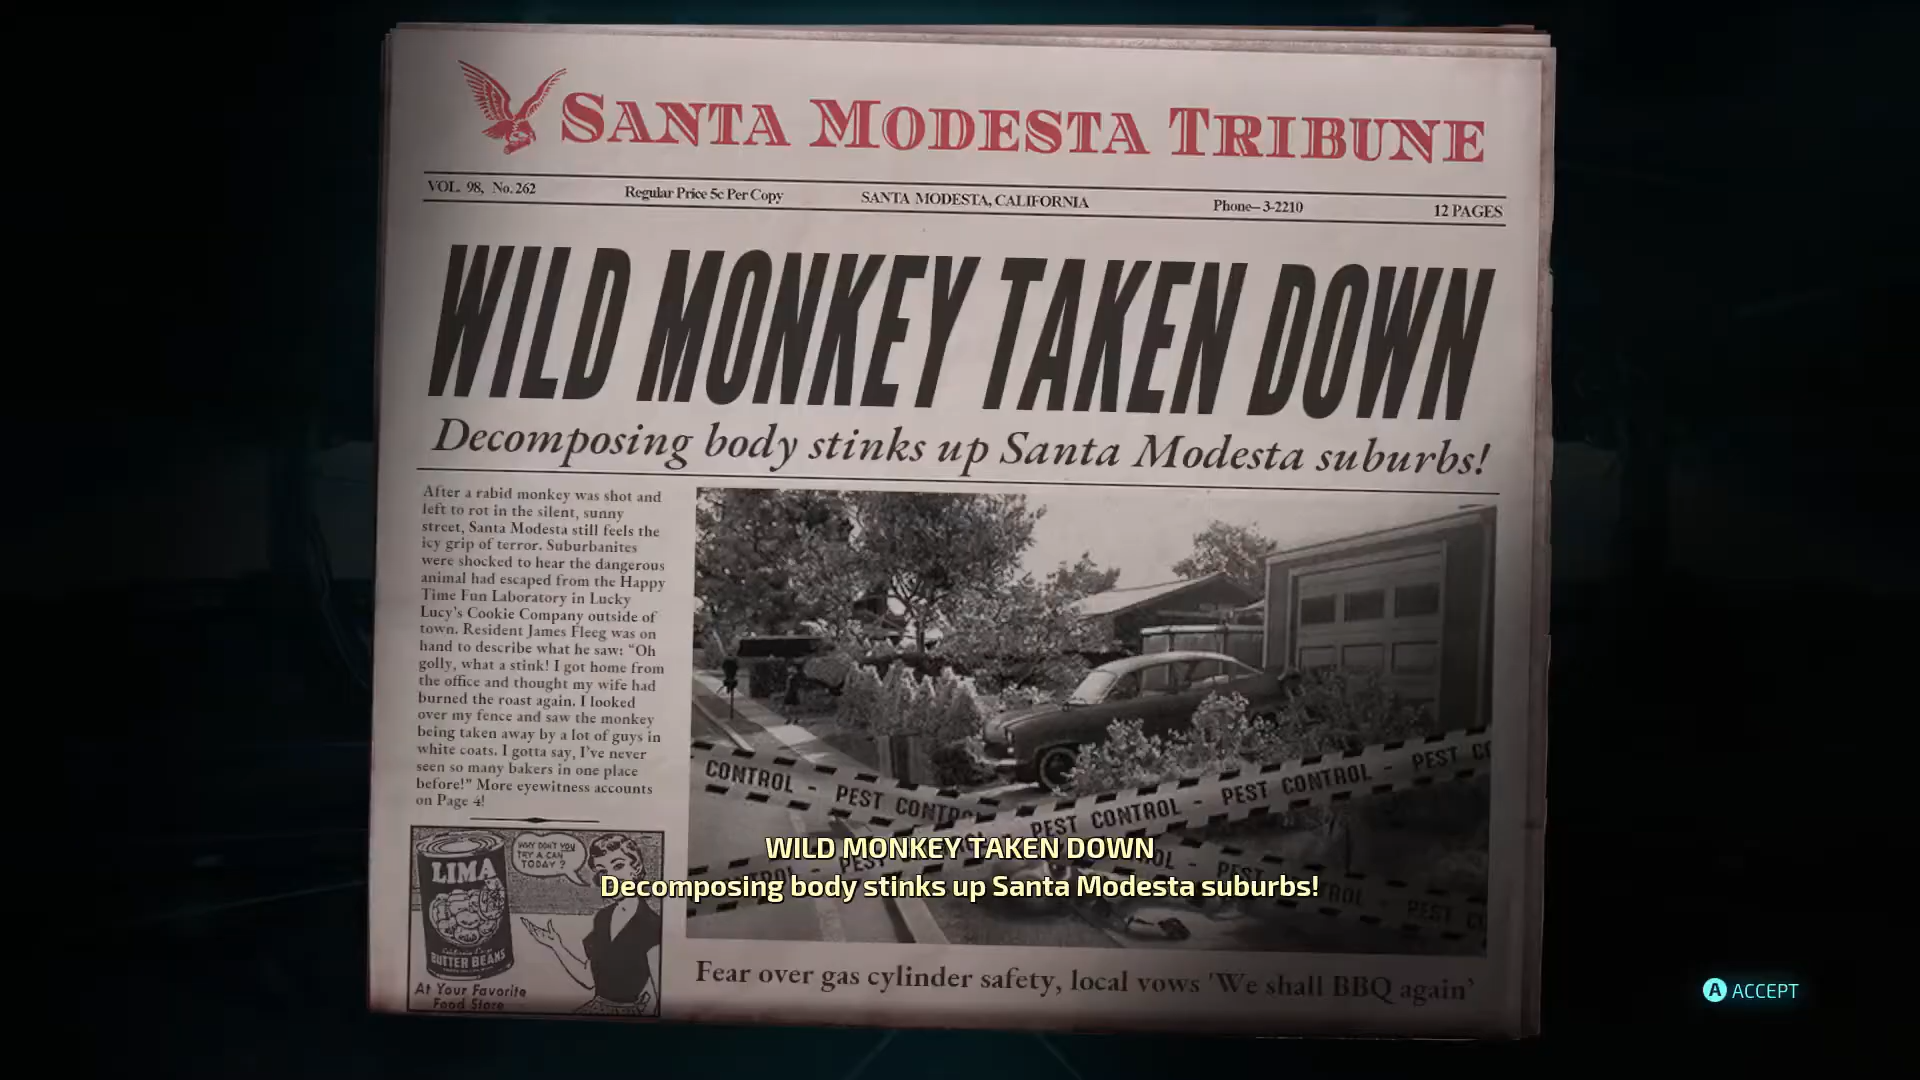 SANTA MODESTA TRIBUNE
VOL. 98, No. 262
Regular Price 5c Per Copy
SANTA MODESTA, CALIFORNIA
Phone-3-2210
12 PAGES
WILD MONKEY TAKEN DOWN
Decomposing body stinks up Santa Modesta suburbs!
After a rabid monkey was shot and
left to rot in the silent, sunny
street, Santa Modesta still feels the
icy grip of terror. Suburbanites
were shocked to hear the dangerous
animal had escaped from the Happy
Time Fun Laboratory in Lucky
Lucy's Cookie Company outside of
town. Resident James Fleeg was on
hand to describe what he saw: "Oh
golly, what a stink! I got home from
the office and thought my wife had
burned the roast again. I looked
over my fence and saw the monkey
being taken away by a lot of guys in
white coats. I gotta say, I've never
seen so many bakers in one place
before!" More eyewitness accounts
on Page 4!
CONTROL - PEST CONTRO
PEST CONTROL - PEST CONTROL - PEST CO
PEST CONTROL
PEST C
WILD MONKEY TAKEN DOWN
Decomposing body stinks up Santa Modesta suburbs!
LIMA
BUTTER BEANS
WHY DON'T YOU
TRY A CAN
TODAY?
At Your Favorite
Food Store
Fear over gas cylinder safety, local vows 'We shall BBQ again'
A ACCEPT